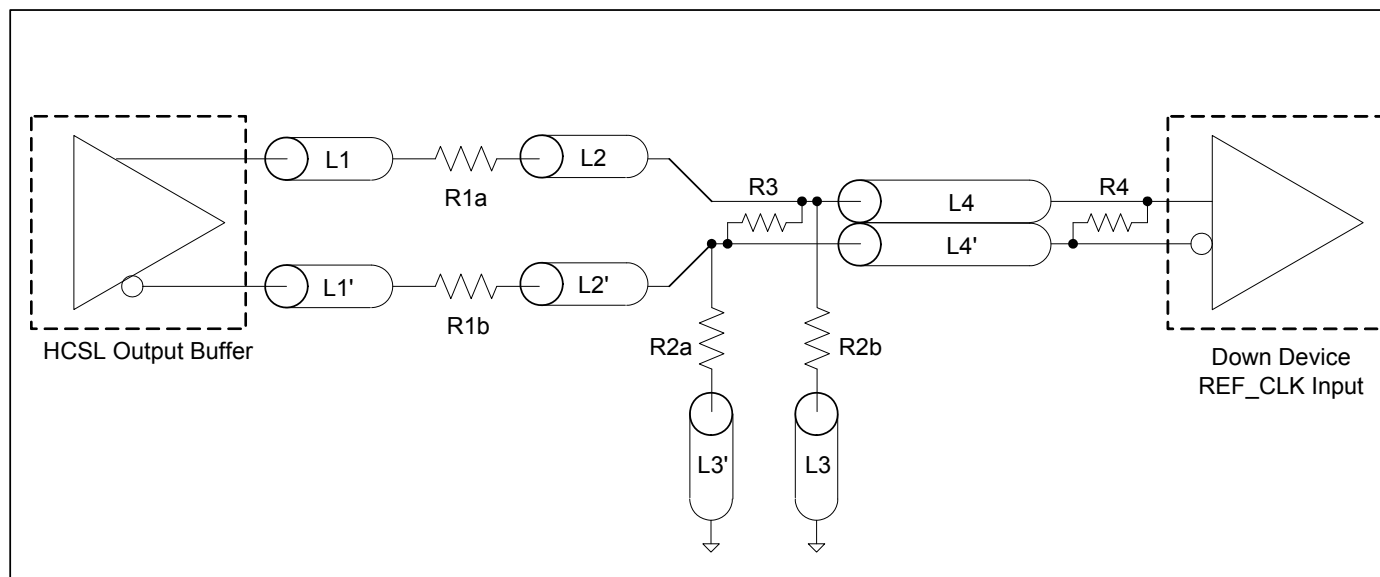 L1
R1a
L2
R3
L4
R4
L1'
R1b
L2'
L4'
HCSL Output Buffer
R2a
R2b
Down Device
REF_CLK Input
L3'
L3